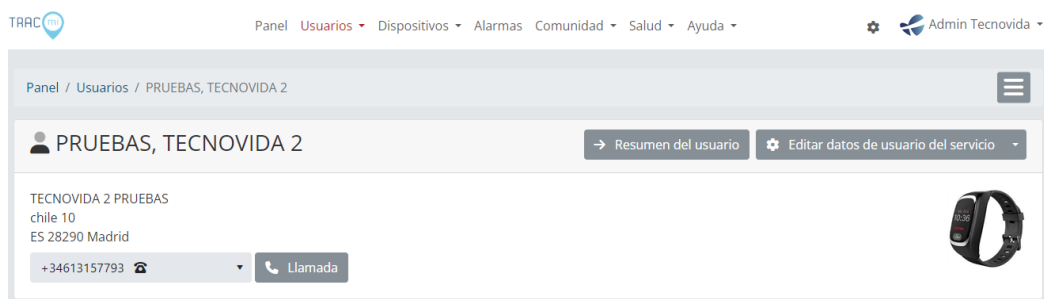 TRAC mi
Panel Usuarios Dispositivos Alarmas Comunidad Salud Ayuda Admin Tecnovida
Panel / Usuarios / PRUEBAS, TECNOVIDA 2
PRUEBAS, TECNOVIDA 2
Resumen del usuario
Editar datos de usuario del servicio
TECNOVIDA 2 PRUEBAS
chile 10
ES 28290 Madrid
+34613157793
Llamada
10:36